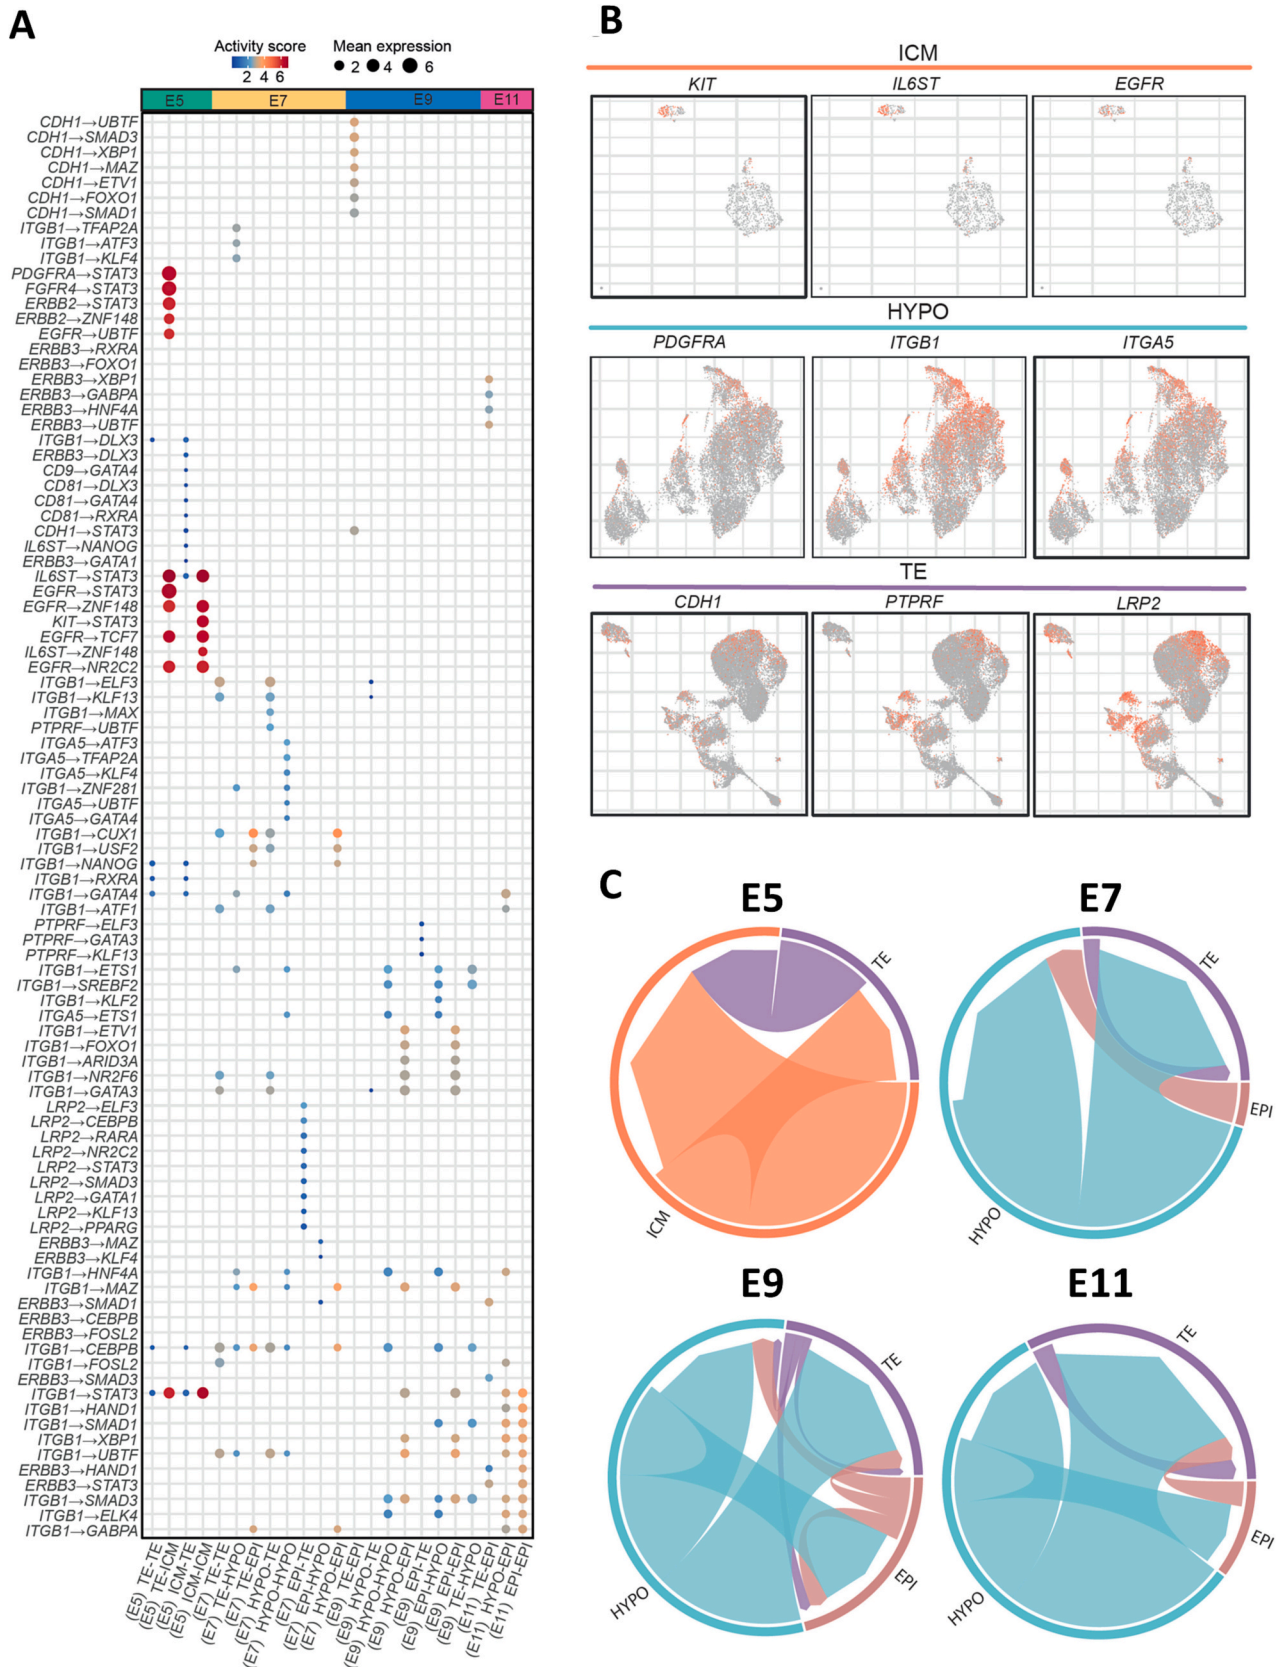 A
Activity score
2 4 6
Mean expression
2 4 6
E5 E7 E9 E11
CDH1→UBTF
CDH1→SMAD3
CDH1→XBP1
CDH1→MAZ
CDH1→ETV1
CDH1→FOXO1
CDH1→SMAD1
ITGB1→TFAP2A
ITGB1→ATF3
ITGB1→KLF4
PDGFRA→STAT3
FGFR4→STAT3
ERBB2→STAT3
ERBB2→ZNF148
EGFR→UBTF
ERBB3→RXRA
ERBB3→FOXO1
ERBB3→XBP1
ERBB3→GABPA
ERBB3→HNF4A
ERBB3→UBTF
ITGB1→DLX3
ERBB3→DLX3
CD9→GATA4
CD81→DLX3
CD81→GATA4
CD81→RXRA
CDH1→STAT3
IL6ST→NANOG
ERBB3→GATA1
IL6ST→STAT3
EGFR→STAT3
EGFR→ZNF148
KIT→STAT3
EGFR→TCF7
IL6ST→ZNF148
EGFR→NR2C2
ITGB1→ELF3
ITGB1→KLF13
ITGB1→MAX
PTPRF→UBTF
ITGA5→ATF3
ITGA5→TFAP2A
ITGA5→KLF4
ITGB1→ZNF281
ITGA5→UBTF
ITGA5→GATA4
ITGB1→CUX1
ITGB1→USF2
ITGB1→NANOG
ITGB1→RXRA
ITGB1→GATA4
ITGB1→ATF1
PTPRF→ELF3
PTPRF→GATA3
PTPRF→KLF13
ITGB1→ETS1
ITGB1→SREBF2
ITGB1→KLF2
ITGA5→ETS1
ITGB1→ETV1
ITGB1→FOXO1
ITGB1→ARID3A
ITGB1→NR2F6
ITGB1→GATA3
LRP2→ELF3
LRP2→CEBPB
LRP2→RARA
LRP2→NR2C2
LRP2→STAT3
LRP2→SMAD3
LRP2→GATA1
LRP2→KLF13
LRP2→PPARG
ERBB3→MAZ
ERBB3→KLF4
ITGB1→HNF4A
ITGB1→MAZ
ERBB3→SMAD1
ERBB3→CEBPB
ERBB3→FOSL2
ITGB1→CEBPB
ITGB1→FOSL2
ERBB3→SMAD3
ITGB1→STAT3
ITGB1→HAND1
ITGB1→SMAD1
ITGB1→XBP1
ITGB1→UBTF
ERBB3→HAND1
ERBB3→STAT3
ITGB1→SMAD3
ITGB1→ELK4
ITGB1→GABPA
(E5) TE-TE
(E5) TE-ICM
(E5) ICM-TE
(E5) ICM-ICM
(E7) TE-TE
(E7) TE-HYPO
(E7) TE-EPI
(E7) HYPO-TE
(E7) HYPO-HYPO
(E7) EPI-TE
(E7) EPI-HYPO
(E7) HYPO-EPI
(E9) TE-EPI
(E9) HYPO-TE
(E9) HYPO-HYPO
(E9) HYPO-EPI
(E9) EPI-TE
(E9) EPI-HYPO
(E9) EPI-EPI
(E9) TE-HYPO
(E11) TE-EPI
(E11) HYPO-EPI
(E11) EPI-EPI
B
ICM
KIT IL6ST EGFR
HYPO
PDGFRA ITGB1 ITGA5
TE
CDH1 PTPRF LRP2
C
E5
TE
ICM
E7
TE
EPI
HYPO
E9
TE
EPI
HYPO
E11
TE
EPI
HYPO